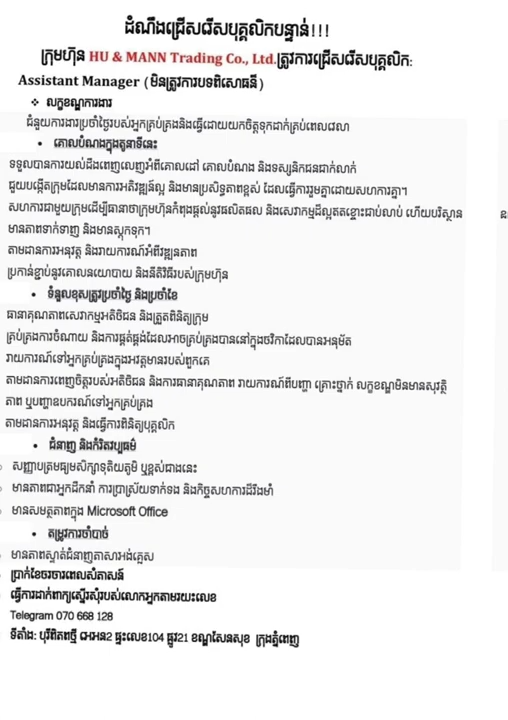 ដំណឹងជ្រើសរើសបុគ្គលិកបន្ទាន់!!!
ក្រុមហ៊ុន HU & MANN Trading Co., Ltd.ត្រូវការជ្រើសរើសបុគ្គលិក:
Assistant Manager (មិនត្រូវការបទពិសោធនី)
❖ លក្ខខណ្ឌការងារ
ជំនួយការងារប្រចាំថ្ងៃរបស់អ្នកគ្រប់គ្រងនិងធ្វើដោយយកចិត្តទុកដាក់គ្រប់ពេលវេលា
• គោលបំណងក្នុងតួនាទីនេះ
ទទួលបានការយល់ដឹងពេញលេញអំពីគោលដៅ គោលបំណង និងទស្សនិកជនជាក់លាក់
ជួយបង្កើតក្រុមដែលមានការអភិវឌ្ឍន៍ល្អ និងមានប្រសិទ្ធភាពខ្ពស់ ដែលធ្វើការរួមគ្នាដោយសហការគ្នា។
សហការជាមួយក្រុមដើម្បីធានាថាក្រុមហ៊ុនកំពុងផ្តល់នូវផលិតផល និងសេវាកម្មដ៏ល្អឥតខ្ចោះជាប់លាប់ ហើយបរិស្ថាន
មានភាពទាក់ទាញ និងមានស្តុកទុក។
តាមដានការអនុវត្ត និងរាយការណ៍អំពីវឌ្ឍនភាព
ប្រកាន់ខ្ជាប់នូវគោលនយោបាយ និងនីតិវិធីរបស់ក្រុមហ៊ុន
• ទំនួលខុសត្រូវប្រចាំថ្ងៃ និងប្រចាំខែ
ធានាគុណភាពសេវាកម្មអតិថិជន និងត្រួតពិនិត្យក្រុម
គ្រប់គ្រងការចំណាយ និងការផ្គត់ផ្គង់ដែលអាចគ្រប់គ្រងបាននៅក្នុងថវិកាដែលបានអនុម័ត
រាយការណ៍ទៅអ្នកគ្រប់គ្រងក្នុងអវត្តមានរបស់ពួកគេ
តាមដានការពេញចិត្តរបស់អតិថិជន និងការធានាគុណភាព រាយការណ៍ពីបញ្ហា គ្រោះថ្នាក់ លក្ខខណ្ឌមិនមានសុវត្ថិ
ភាព ឬបញ្ហាឧបករណ៍ទៅអ្នកគ្រប់គ្រង
តាមដានការអនុវត្ត និងធ្វើការពិនិត្យបុគ្គលិក
• ជំនាញ និងកំរិតវប្បធម៌
សញ្ញាបត្រមធ្យមសិក្សាទុតិយភូមិ ឬខ្ពស់ជាងនេះ
មានភាពជាអ្នកដឹកនាំ ការប្រាស្រ័យទាក់ទង និងកិច្ចសហការដ៏រឹងមាំ
មានសមត្ថភាពក្នុង Microsoft Office
• តម្រូវការចាំបាច់
មានភាពស្ទាត់ជំនាញភាសាអង់គ្លេស
ប្រាក់ខែចរចារពេលសំភាសន៍
ធ្វើការដាក់ពាក្យស្នើរសុំរបស់លោកអ្នកតាមរយះលេខ
Telegram 070 668 128
ទីតាំង: បុរីពិភពថ្មី អេអន2 ផ្ទះលេខ104 ផ្លូវ21 ខណ្ឌសែនសុខ ក្រុងភ្នំពេញ